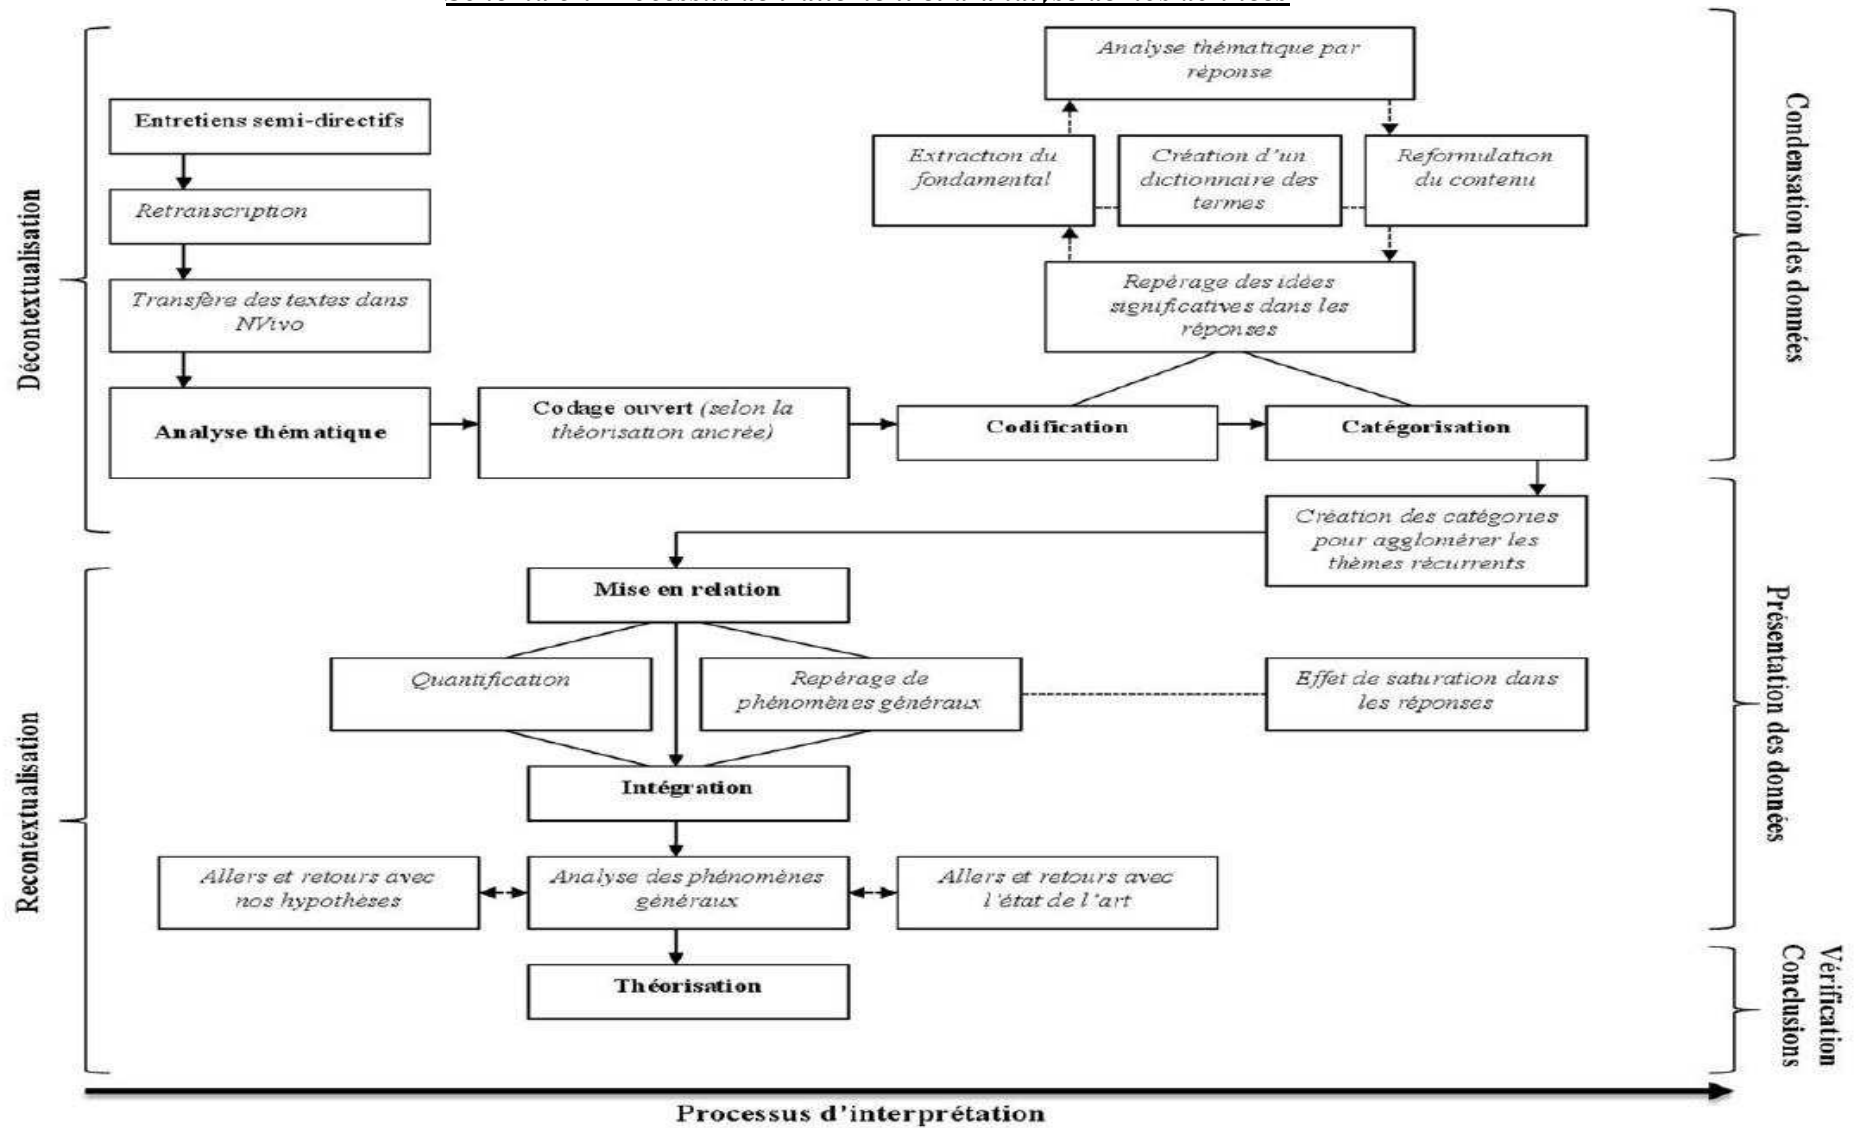 Analyse thématique par
réponse
Entretiens semi-directifs
Extraction du
fondamental
Création d'un
dictionnaire des
termes
Reformulation
du contenu
Retranscription
Transfère des textes dans
NVivo
Repérage des idées
significatives dans les
réponses
Analyse thématique
Codage ouvert (selon la
théorisation ancrée)
Codification
Catégorisation
Création des catégories
pour agglomérer les
thèmes récurrents
Mise en relation
Quantification
Repérage de
phénomènes généraux
Effet de saturation dans
les réponses
Intégration
Allers et retours avec
nos hypothèses
Analyse des phénomènes
généraux
Allers et retours avec
l'état de l'art
Théorisation
Décontextualisation
Recontextualisation
Condensation des données
Présentation des données
Vérification
Conclusions
Processus d'interprétation